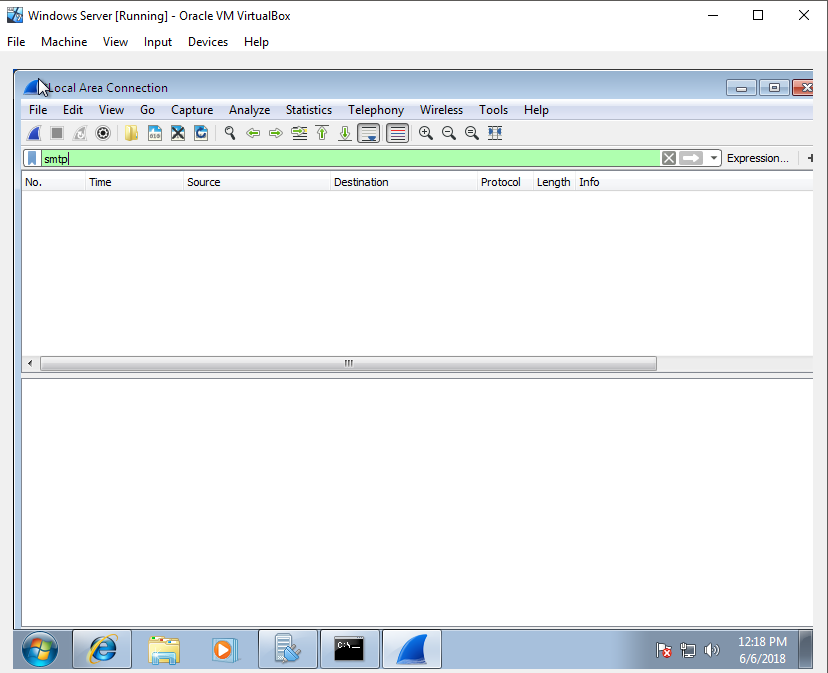 Windows Server [Running] - Oracle VM VirtualBox
File Machine View Input Devices Help
Local Area Connection
File Edit View Go Capture Analyze Statistics Telephony Wireless Tools Help
smtp Expression... +
No. Time Source Destination Protocol Length Info
C:\_
12:18 PM
6/6/2018